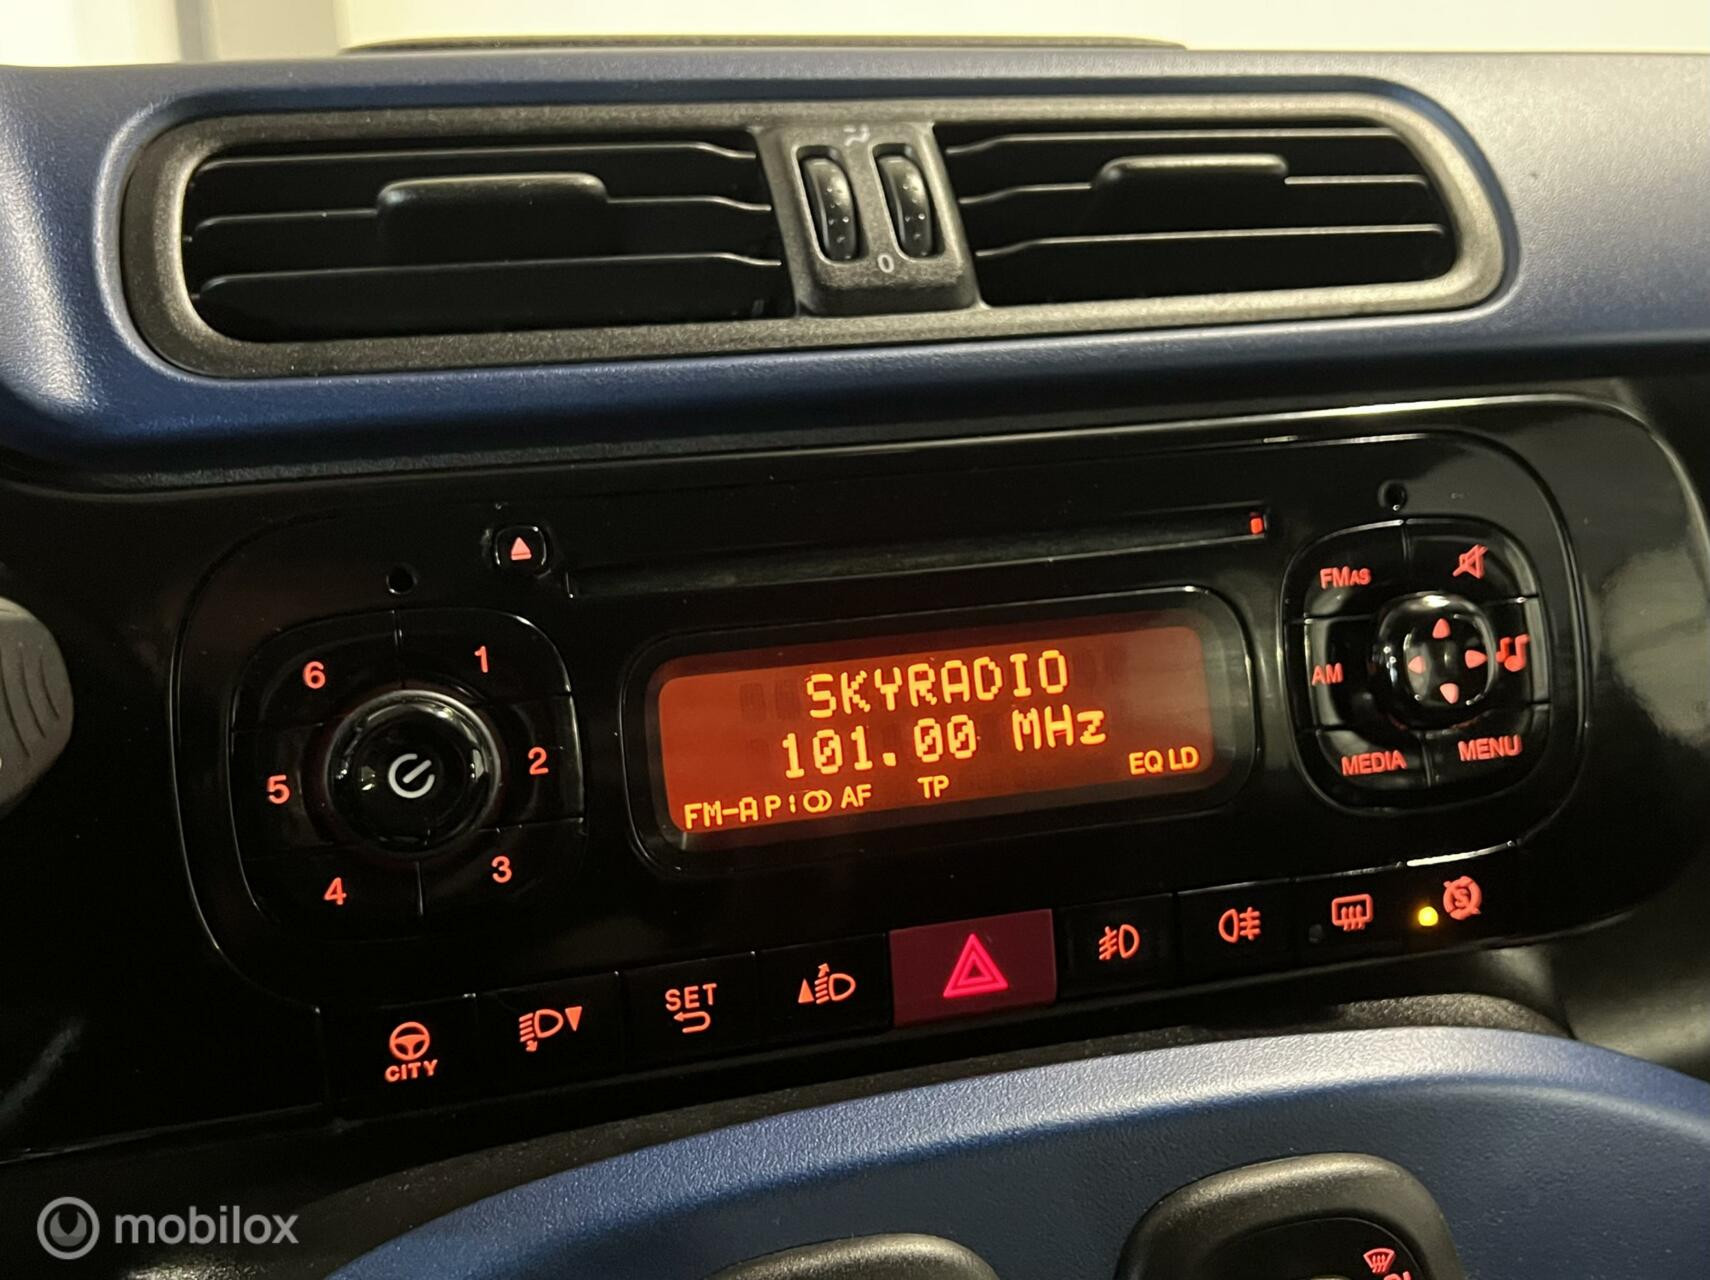 0
FMAS
6 1
SKYRADIO
AM
5 2
101.00 MHz
MEDIA MENU
EQ LD
FM-A P i AF TP
4 3
SET
CITY
mobilox